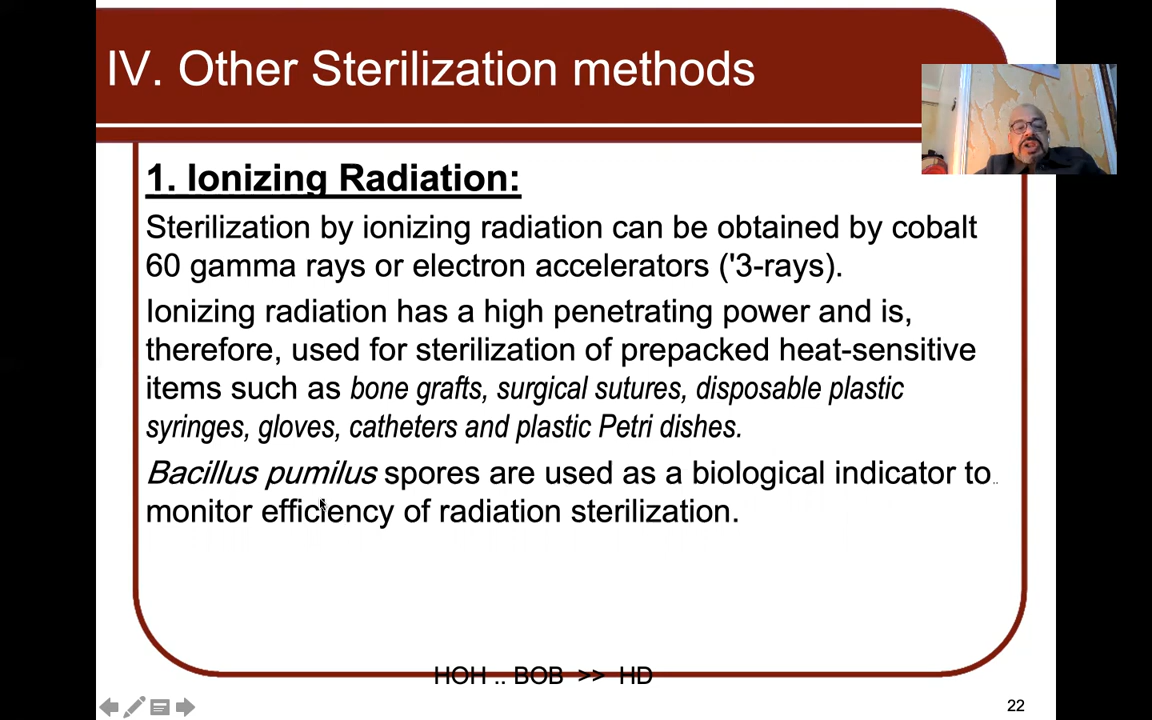 IV. Other Sterilization methods
1. Ionizing Radiation:
Sterilization by ionizing radiation can be obtained by cobalt
60 gamma rays or electron accelerators ('3-rays).
Ionizing radiation has a high penetrating power and is,
therefore, used for sterilization of prepacked heat-sensitive
items such as bone grafts, surgical sutures, disposable plastic
syringes, gloves, catheters and plastic Petri dishes.
Bacillus pumilus spores are used as a biological indicator to..
monitor efficiency of radiation sterilization.
HOH .. BOB >> HD
22